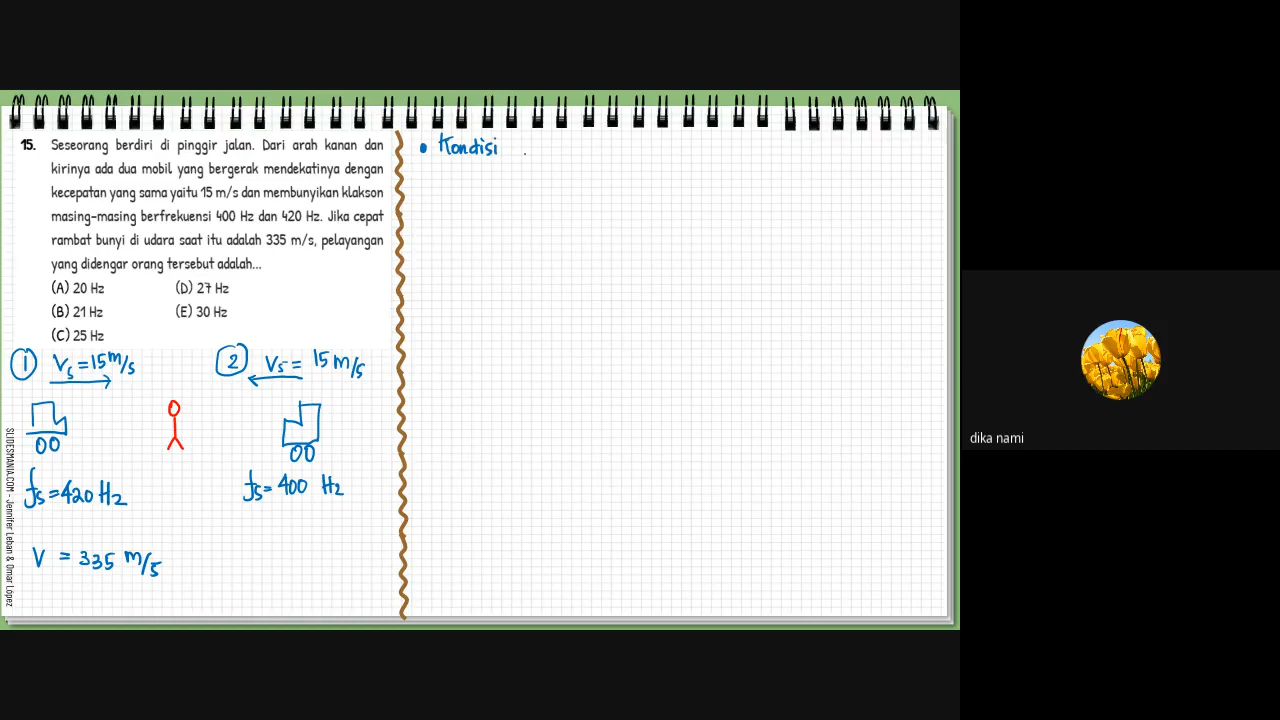 15. Seseorang berdiri di pinggir jalan. Dari arah kanan dan
kirinya ada dua mobil yang bergerak mendekatinya dengan
kecepatan yang sama yaitu 15 m/s dan membunyikan klakson
masing-masing berfrekuensi 400 Hz dan 420 Hz. Jika cepat
rambat bunyi di udara saat itu adalah 335 m/s, pelayangan
yang didengar orang tersebut adalah...
(A) 20 Hz (D) 27 Hz
(B) 21 Hz (E) 30 Hz
(C) 25 Hz
① Vs = 15 m/s
② Vs = 15 m/s
fs = 420 Hz
fs = 400 Hz
V = 335 m/s
• Kondisi
SLIDESMANIA.COM - Jennifer Leban & Omar López
dika nami